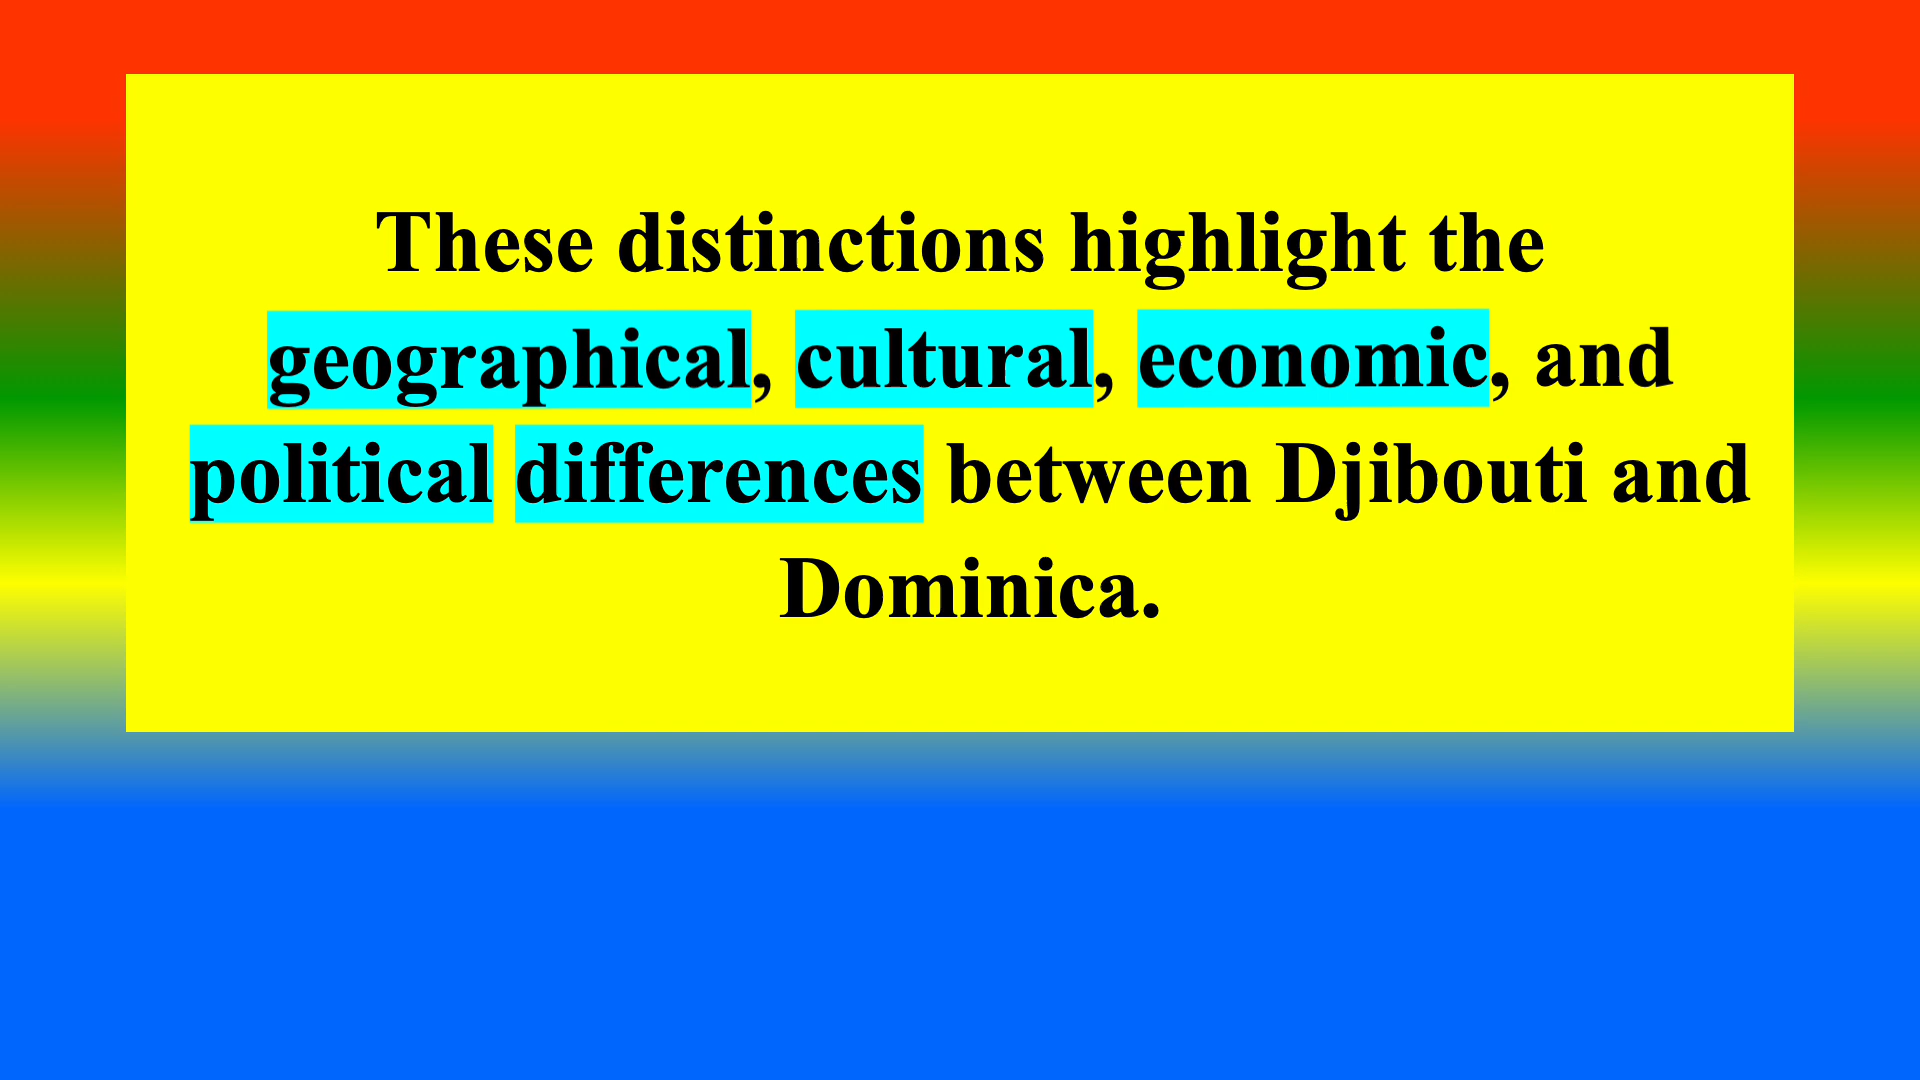 These distinctions highlight the
geographical, cultural, economic, and
political differences between Djibouti and
Dominica.